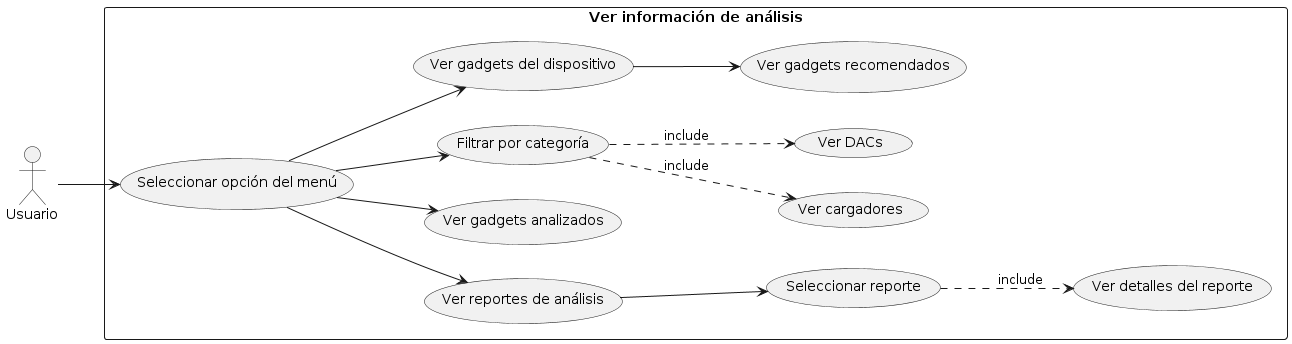 Ver información de análisis
Ver gadgets del dispositivo
Ver gadgets recomendados
Filtrar por categoría
include
Ver DACs
include
Usuario
Seleccionar opción del menú
Ver cargadores
Ver gadgets analizados
Ver reportes de análisis
Seleccionar reporte
include
Ver detalles del reporte